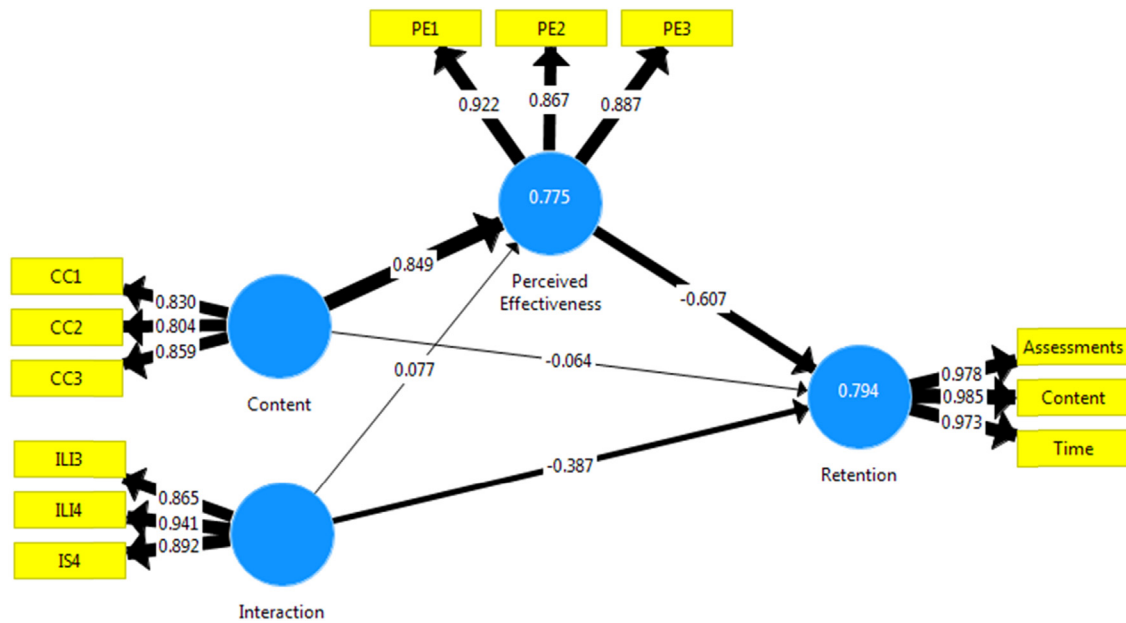 PE1 PE2 PE3
0.922 0.867 0.887
0.775
Perceived
Effectiveness
0.849
-0.607
CC1
0.830
CC2
0.804
CC3
0.859
Content
0.077
-0.064
Assessments
0.978
Content
0.985
Time
0.973
0.794
Retention
-0.387
ILI3
0.865
ILI4
0.941
IS4
0.892
Interaction